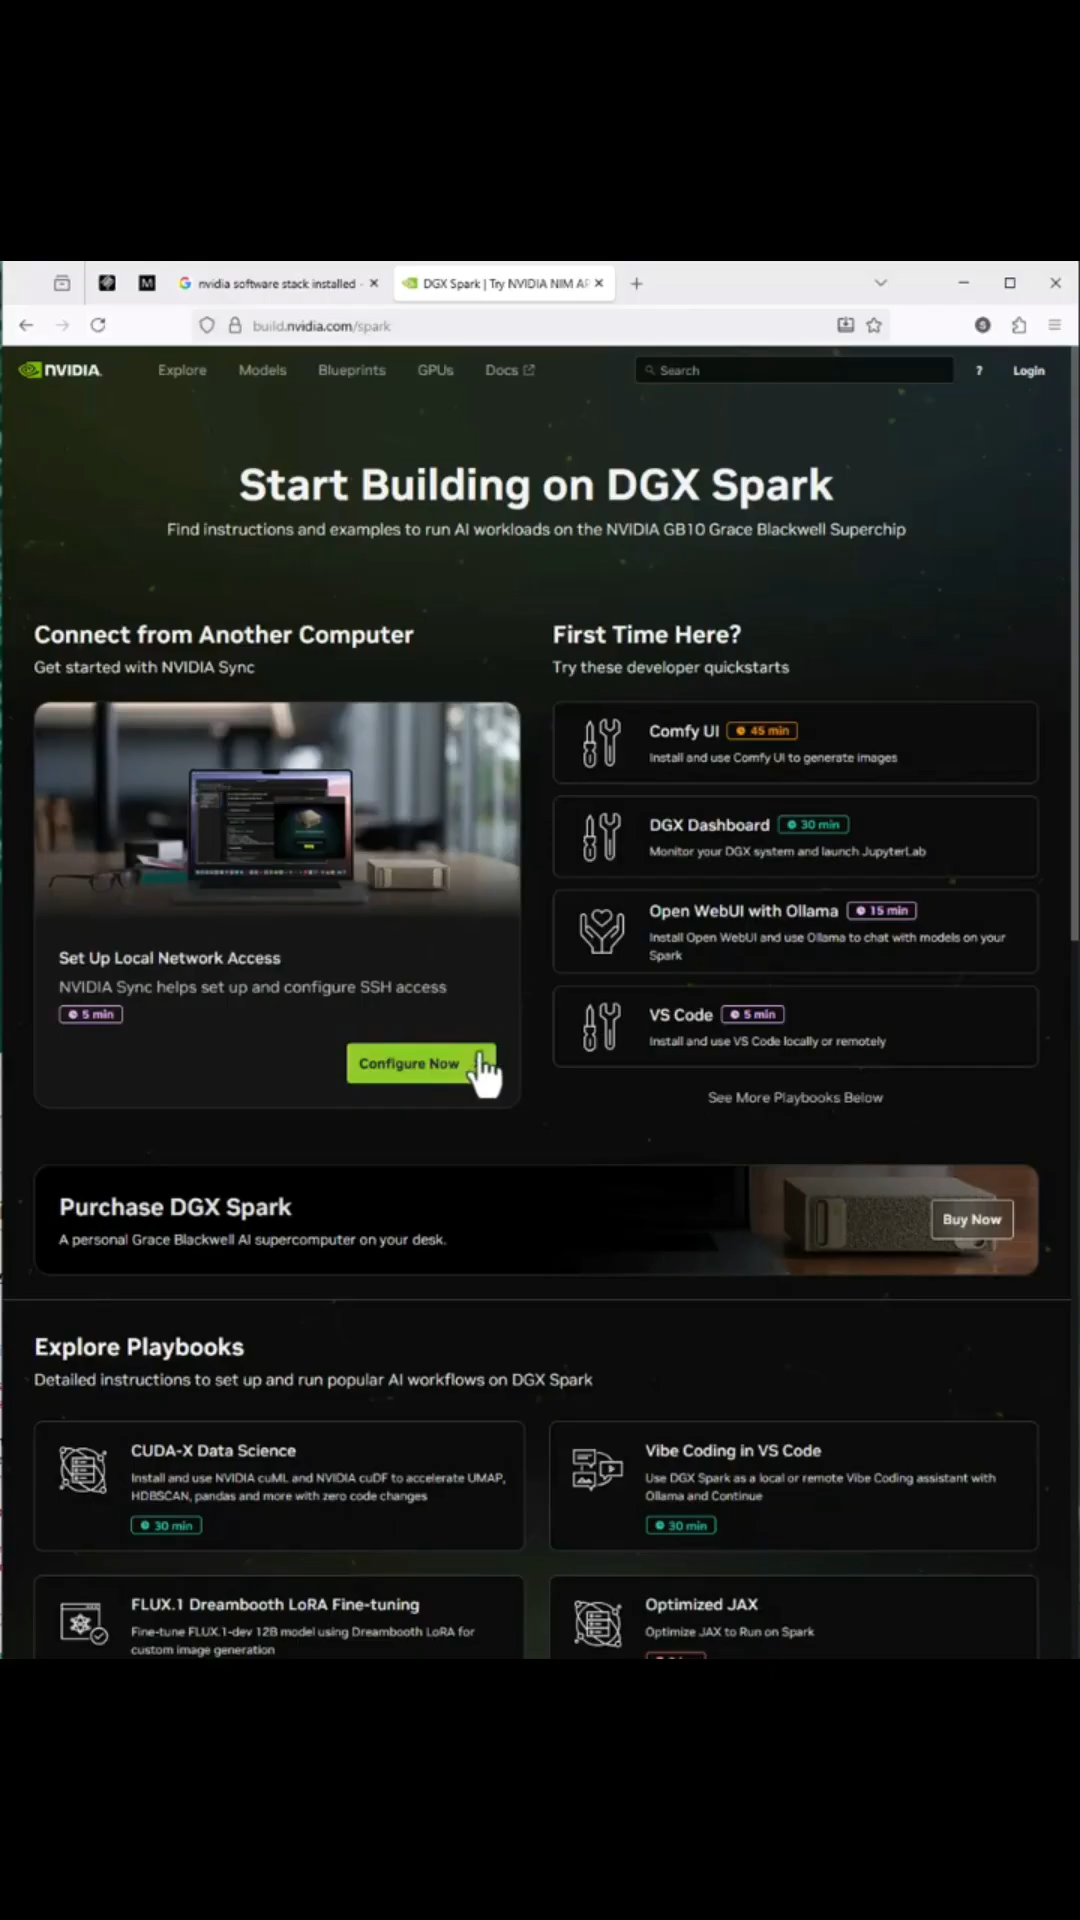 nvidia software stack installed
DGX Spark | Try NVIDIA NIM AP
build.nvidia.com/spark
NVIDIA
Explore
Models
Blueprints
GPUs
Docs
Search
?
Login
Start Building on DGX Spark
Find instructions and examples to run AI workloads on the NVIDIA GB10 Grace Blackwell Superchip
Connect from Another Computer
Get started with NVIDIA Sync
Set Up Local Network Access
NVIDIA Sync helps set up and configure SSH access
5 min
Configure Now
First Time Here?
Try these developer quickstarts
Comfy UI 45 min
Install and use Comfy UI to generate images
DGX Dashboard 30 min
Monitor your DGX system and launch JupyterLab
Open WebUI with Ollama 15 min
Install Open WebUI and use Ollama to chat with models on your
Spark
VS Code 5 min
Install and use VS Code locally or remotely
See More Playbooks Below
Purchase DGX Spark
A personal Grace Blackwell AI supercomputer on your desk.
Buy Now
Explore Playbooks
Detailed instructions to set up and run popular AI workflows on DGX Spark
CUDA-X Data Science
Install and use NVIDIA cuML and NVIDIA cuDF to accelerate UMAP,
HDBSCAN, pandas and more with zero code changes
30 min
Vibe Coding in VS Code
Use DGX Spark as a local or remote Vibe Coding assistant with
Ollama and Continue
30 min
FLUX.1 Dreambooth LoRA Fine-tuning
Fine-tune FLUX.1-dev 12B model using Dreambooth LoRA for
custom image generation
Optimized JAX
Optimize JAX to Run on Spark